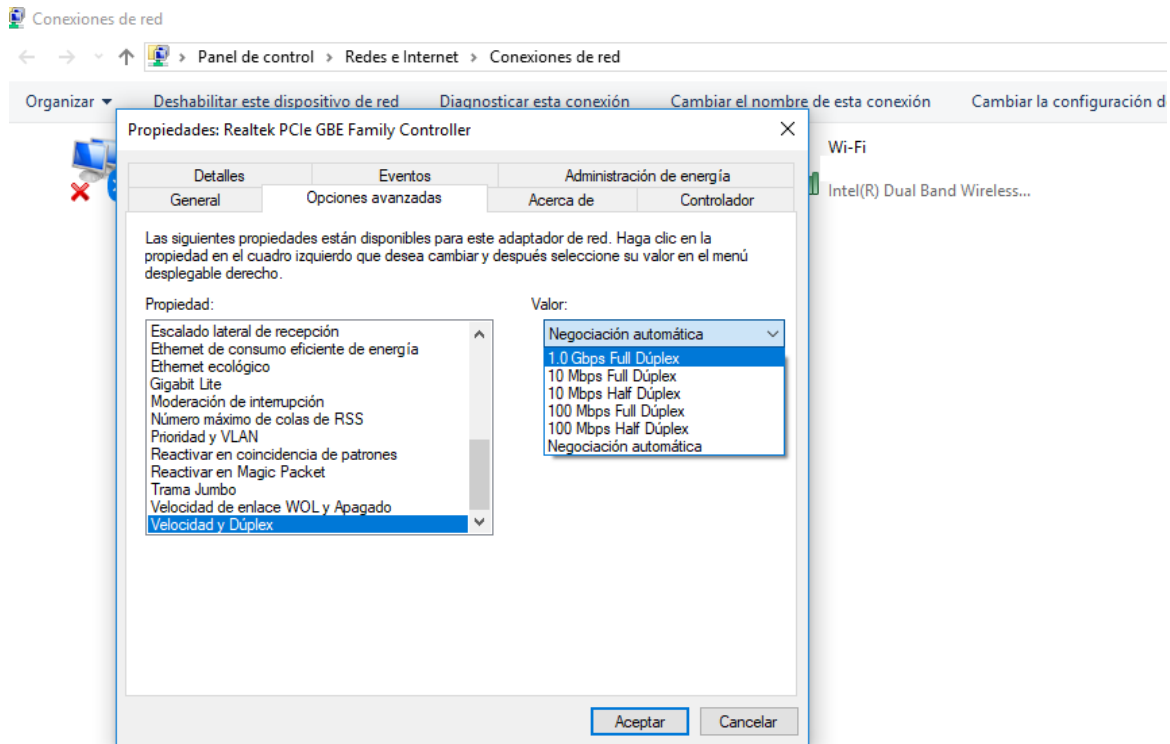 Conexiones de red
Panel de control > Redes e Internet > Conexiones de red
Organizar Deshabilitar este dispositivo de red Diagnosticar esta conexión Cambiar el nombre de esta conexión Cambiar la configuración d
Propiedades: Realtek PCIe GBE Family Controller
Wi-Fi
Intel(R) Dual Band Wireless...
Detalles Eventos Administración de energía
General Opciones avanzadas Acerca de Controlador
Las siguientes propiedades están disponibles para este adaptador de red. Haga clic en la
propiedad en el cuadro izquierdo que desea cambiar y después seleccione su valor en el menú
desplegable derecho.
Propiedad:
Escalado lateral de recepción
Ethernet de consumo eficiente de energía
Ethernet ecológico
Gigabit Lite
Moderación de interrupción
Número máximo de colas de RSS
Prioridad y VLAN
Reactivar en coincidencia de patrones
Reactivar en Magic Packet
Trama Jumbo
Velocidad de enlace WOL y Apagado
Velocidad y Dúplex
Valor:
Negociación automática
1.0 Gbps Full Dúplex
10 Mbps Full Dúplex
10 Mbps Half Dúplex
100 Mbps Full Dúplex
100 Mbps Half Dúplex
Negociación automática
Aceptar Cancelar